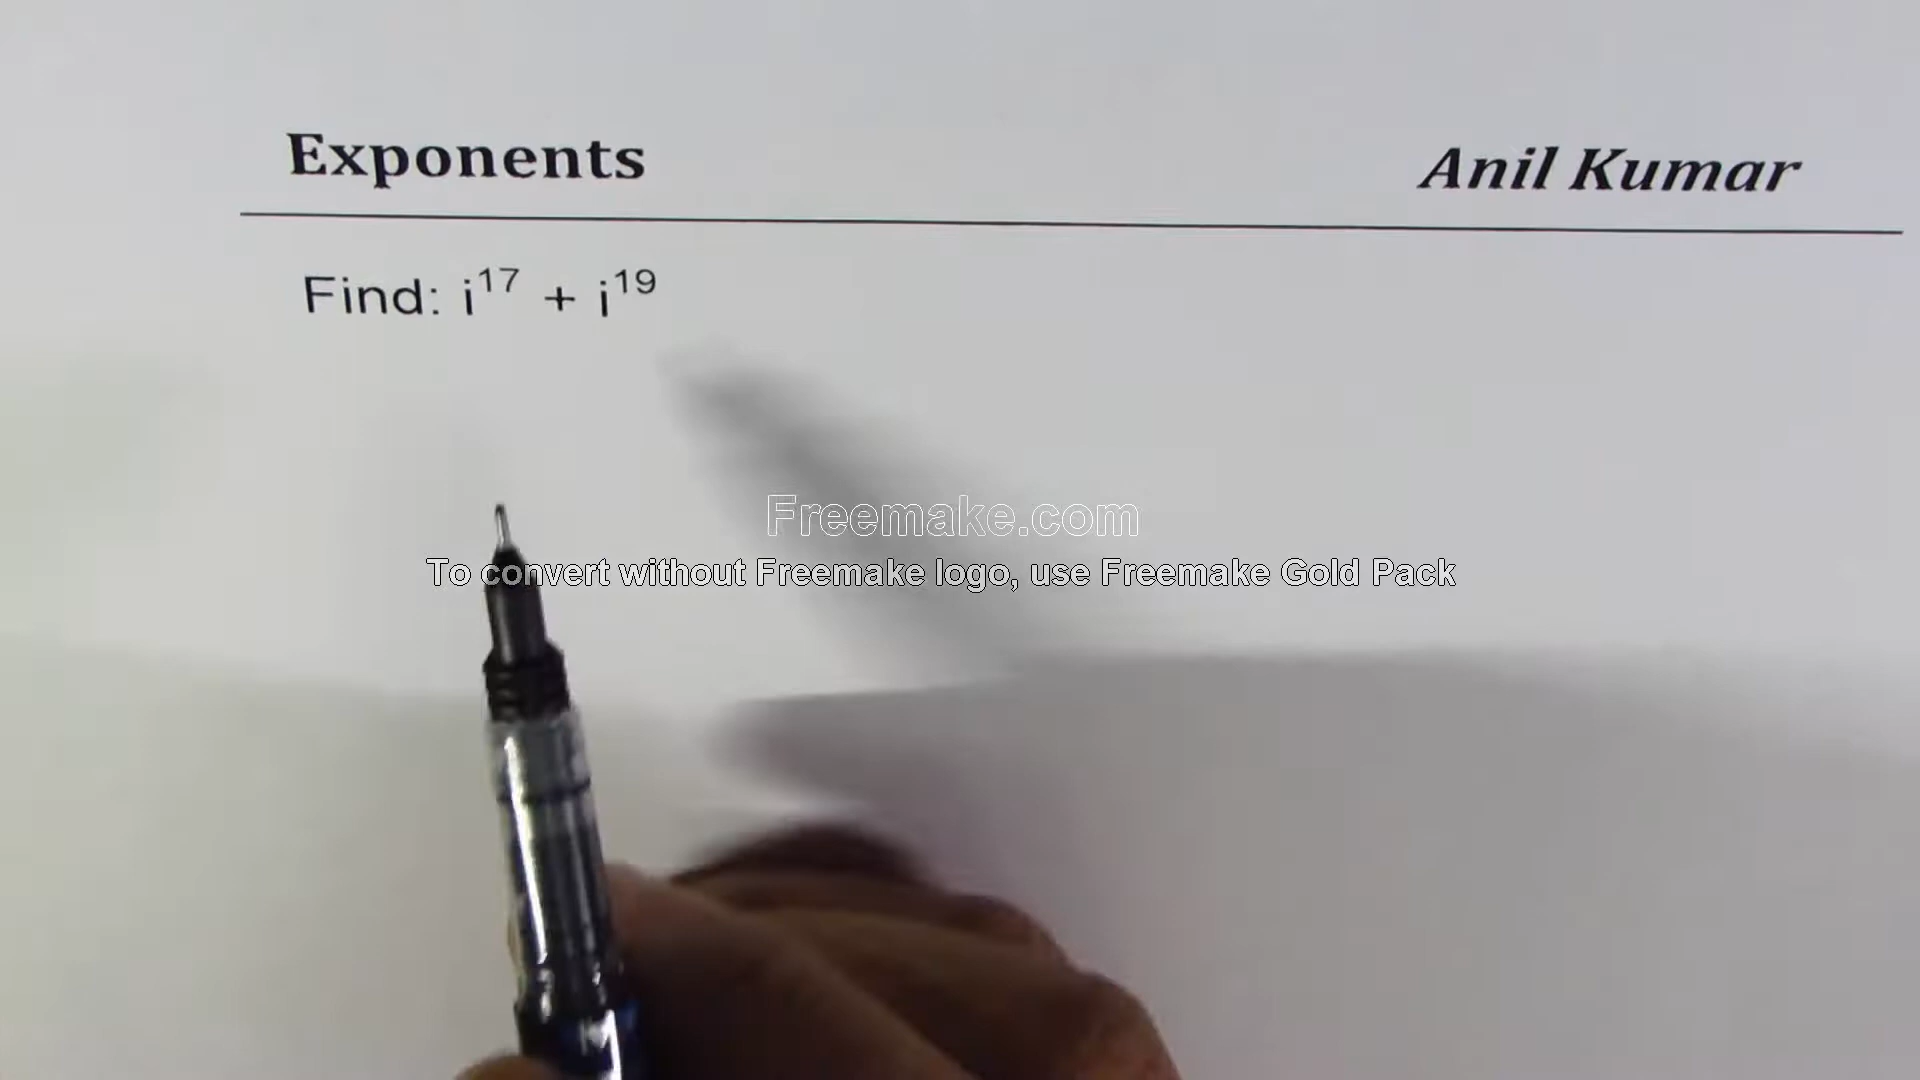 Exponents
Anil Kumar
Find: i¹⁷ + i¹⁹
Freemake.com
To convert without Freemake logo, use Freemake Gold Pack